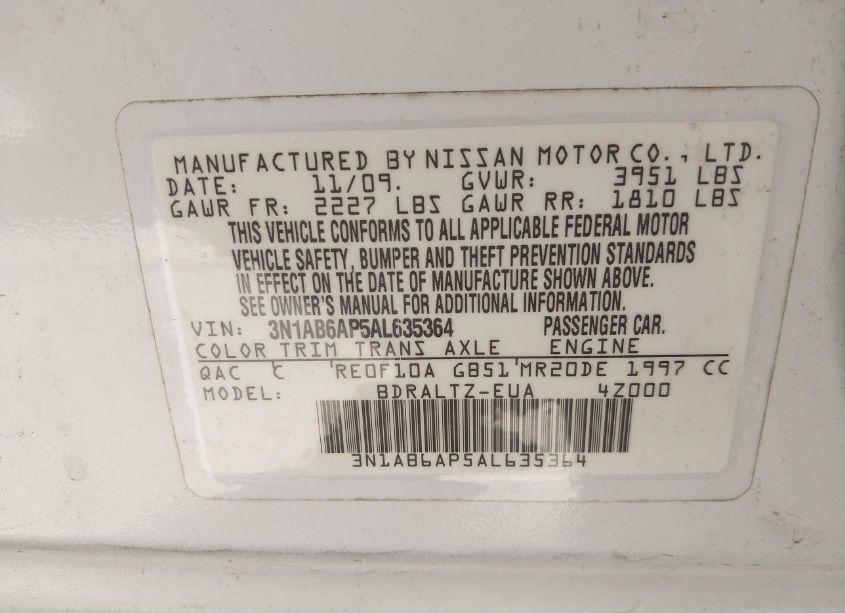 MANUFACTURED BY NISSAN MOTOR CO., LTD.
DATE: 11/09. GVWR: 3951 LBS
GAWR FR: 2227 LBS GAWR RR: 1810 LBS
THIS VEHICLE CONFORMS TO ALL APPLICABLE FEDERAL MOTOR
VEHICLE SAFETY, BUMPER AND THEFT PREVENTION STANDARDS
IN EFFECT ON THE DATE OF MANUFACTURE SHOWN ABOVE.
SEE OWNER'S MANUAL FOR ADDITIONAL INFORMATION.
VIN: 3N1AB6AP5AL635364 PASSENGER CAR.
COLOR TRIM TRANS AXLE ENGINE
QAC C RE0F10A GB51 MR20DE 1997 CC
MODEL: BDRALTZ-EUA 4Z000
3N1AB6AP5AL635364